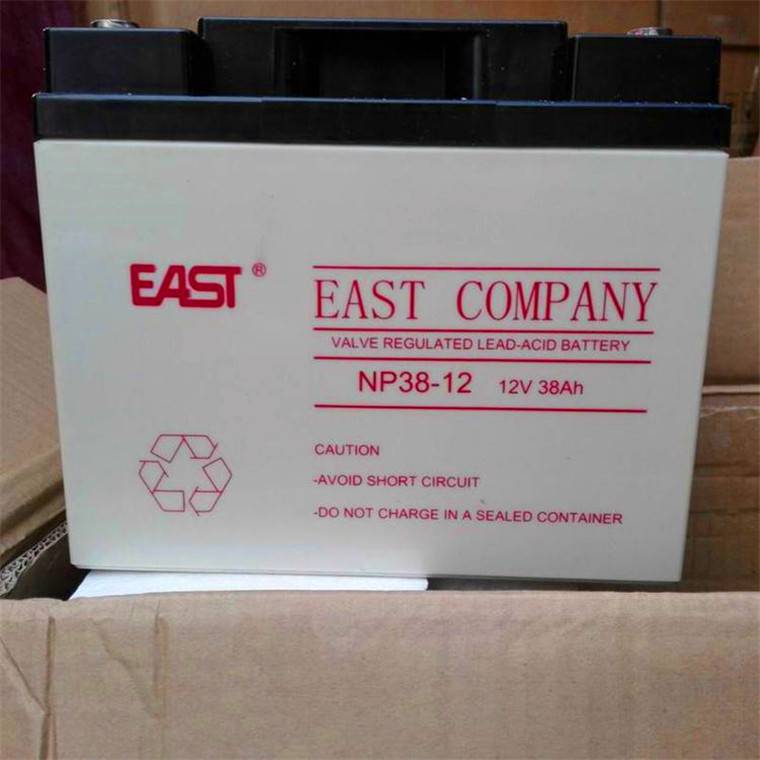 EAST ®
EAST COMPANY
VALVE REGULATED LEAD-ACID BATTERY
NP38-12 12V 38Ah
CAUTION
-AVOID SHORT CIRCUIT
-DO NOT CHARGE IN A SEALED CONTAINER